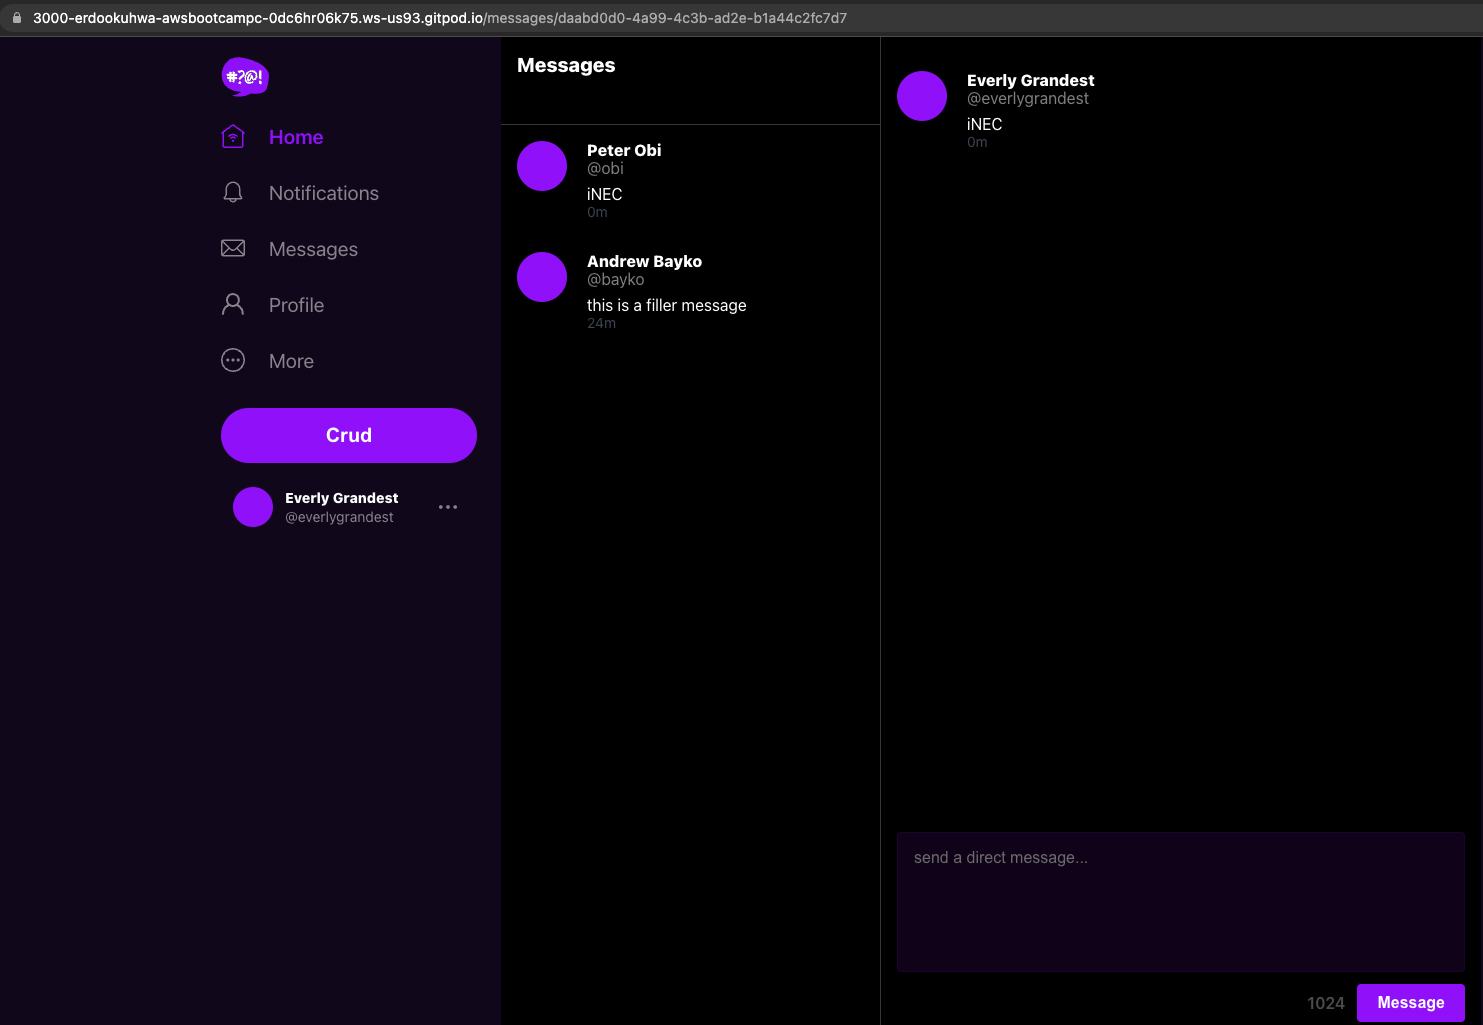 3000-erdookuhwa-awsbootcampc-0dc6hr06k75.ws-us93.gitpod.io/messages/daabd0d0-4a99-4c3b-ad2e-b1a44c2fc7d7
#?@!
Home
Notifications
Messages
Profile
More
Crud
Everly Grandest
@everlygrandest
Messages
Peter Obi
@obi
iNEC
0m
Andrew Bayko
@bayko
this is a filler message
24m
Everly Grandest
@everlygrandest
iNEC
0m
send a direct message...
1024
Message